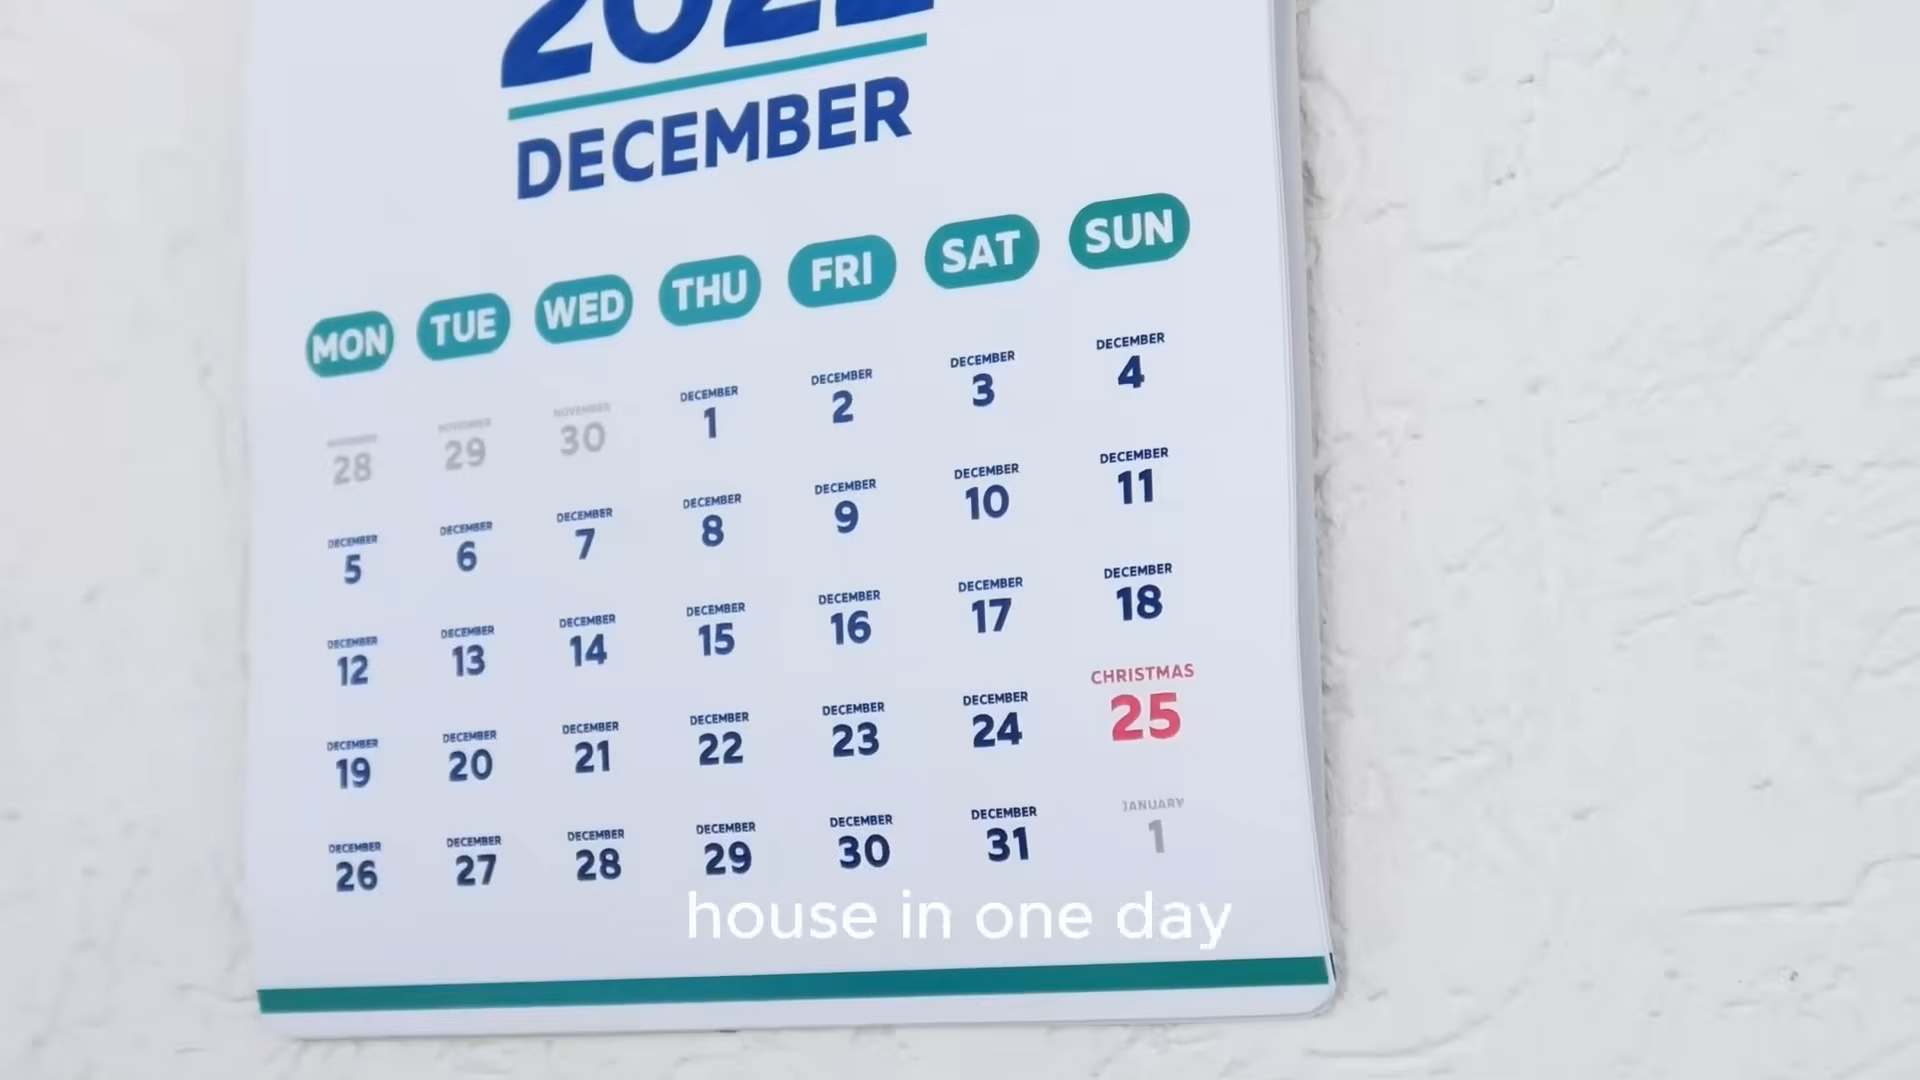 2022
DECEMBER
MON TUE WED THU FRI SAT SUN
NOVEMBER NOVEMBER DECEMBER DECEMBER DECEMBER DECEMBER
28 29 30 1 2 3 4
DECEMBER DECEMBER DECEMBER DECEMBER DECEMBER DECEMBER DECEMBER
5 6 7 8 9 10 11
DECEMBER DECEMBER DECEMBER DECEMBER DECEMBER DECEMBER DECEMBER
12 13 14 15 16 17 18
DECEMBER DECEMBER DECEMBER DECEMBER DECEMBER DECEMBER CHRISTMAS
19 20 21 22 23 24 25
DECEMBER DECEMBER DECEMBER DECEMBER DECEMBER DECEMBER JANUARY
26 27 28 29 30 31 1
house in one day